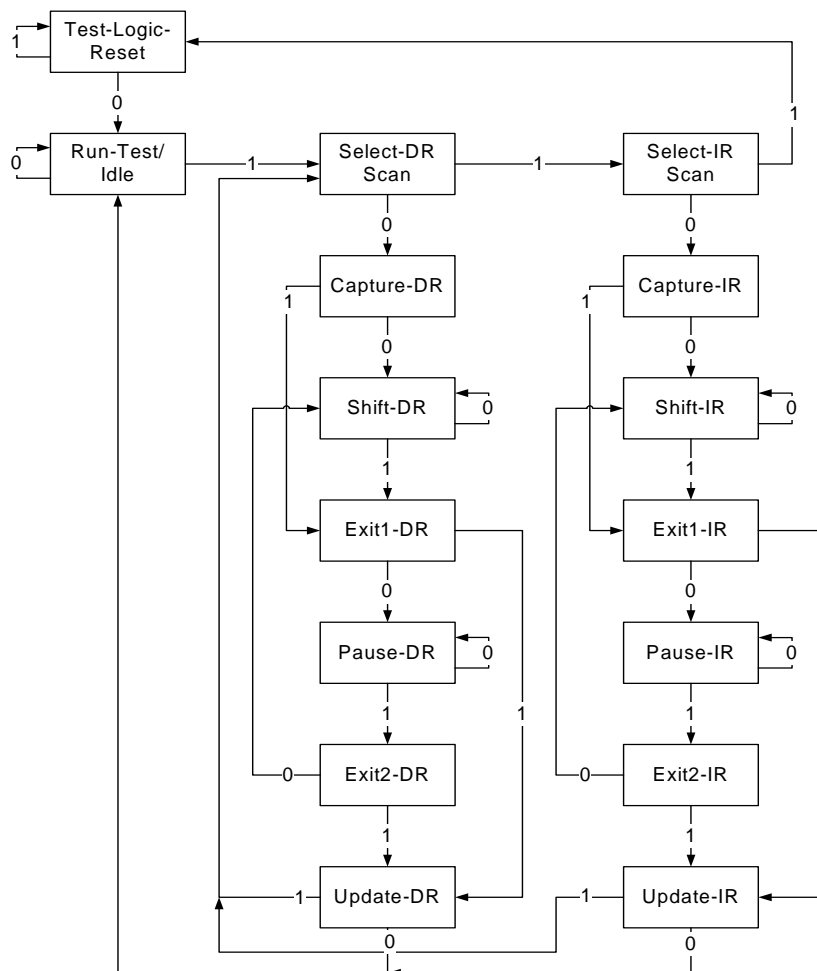 Test-Logic-
Reset
1
0
1
Run-Test/
Idle
0
1
Select-DR
Scan
1
Select-IR
Scan
0
0
Capture-DR
1
Capture-IR
1
0
0
Shift-DR
0
Shift-IR
0
1
1
Exit1-DR
Exit1-IR
0
0
Pause-DR
0
Pause-IR
0
1
1
1
Exit2-DR
0
Exit2-IR
0
1
1
Update-DR
1
Update-IR
1
0
0